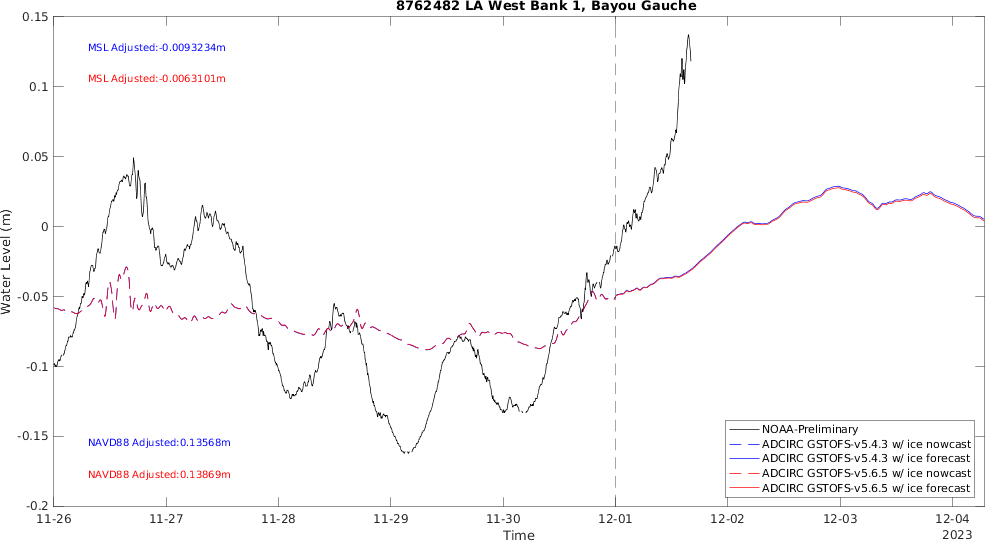 8762482 LA West Bank 1, Bayou Gauche
MSL Adjusted:-0.0093234m
MSL Adjusted:-0.0063101m
Water Level (m)
0.15
0.1
0.05
0
-0.05
-0.1
-0.15
-0.2
NAVD88 Adjusted:0.13568m
NAVD88 Adjusted:0.13869m
NOAA-Preliminary
ADCIRC GSTOFS-v5.4.3 w/ ice nowcast
ADCIRC GSTOFS-v5.4.3 w/ ice forecast
ADCIRC GSTOFS-v5.6.5 w/ ice nowcast
ADCIRC GSTOFS-v5.6.5 w/ ice forecast
11-26 11-27 11-28 11-29 11-30 12-01 12-02 12-03 12-04
Time
2023